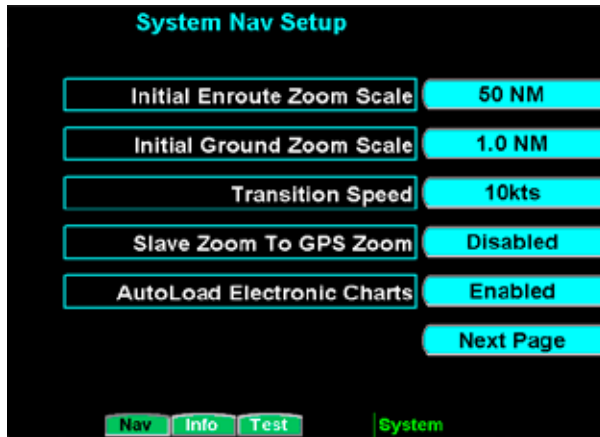 System Nav Setup
Initial Enroute Zoom Scale 50 NM
Initial Ground Zoom Scale 1.0 NM
Transition Speed 10kts
Slave Zoom To GPS Zoom Disabled
AutoLoad Electronic Charts Enabled
Next Page
Nav Info Test System